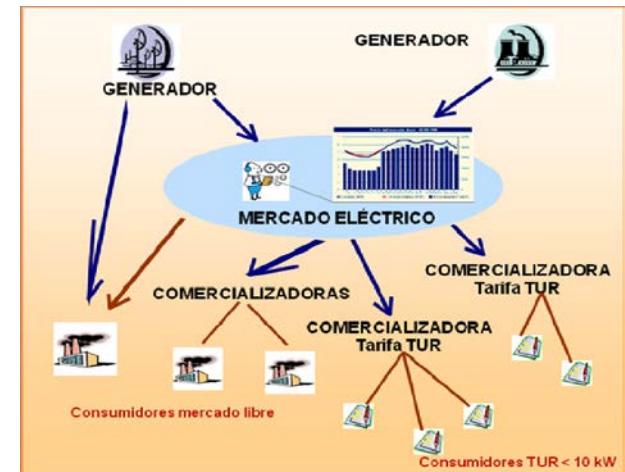 GENERADOR
GENERADOR
MERCADO ELÉCTRICO
COMERCIALIZADORA
Tarifa TUR
COMERCIALIZADORAS
COMERCIALIZADORA
Tarifa TUR
Consumidores mercado libre
Consumidores TUR < 10 kW